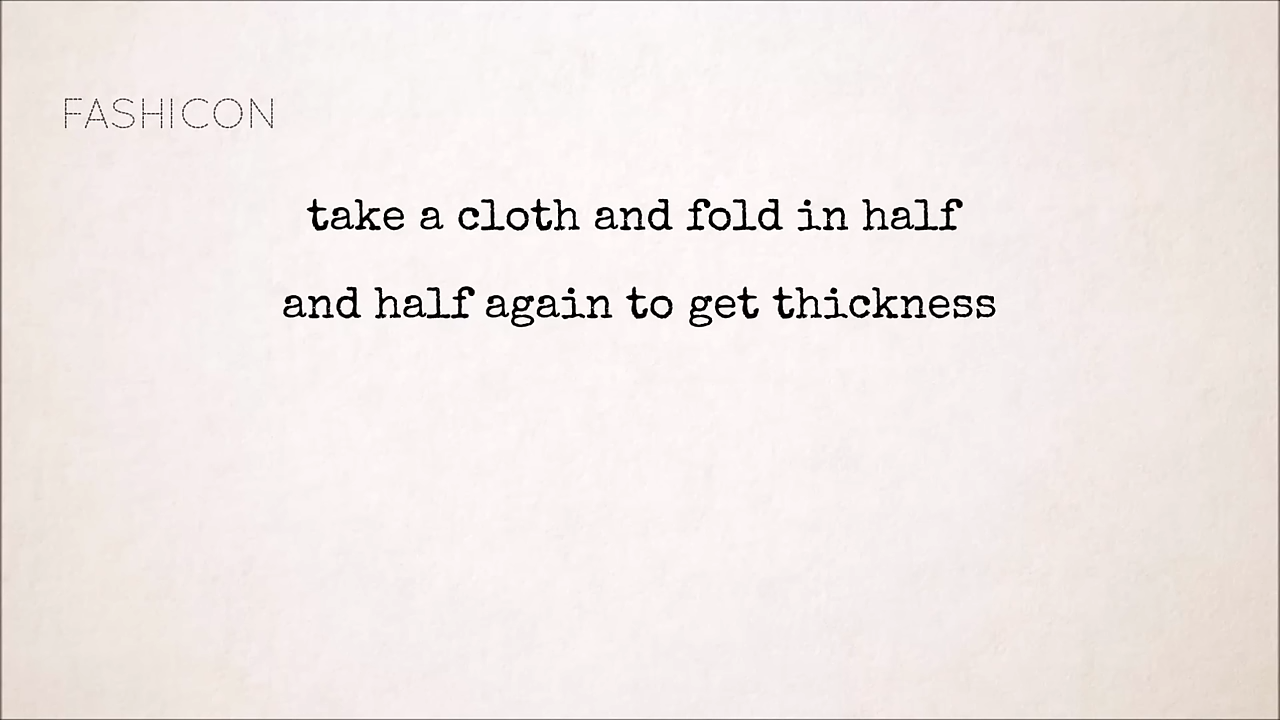 FASHICON
take a cloth and fold in half
and half again to get thickness